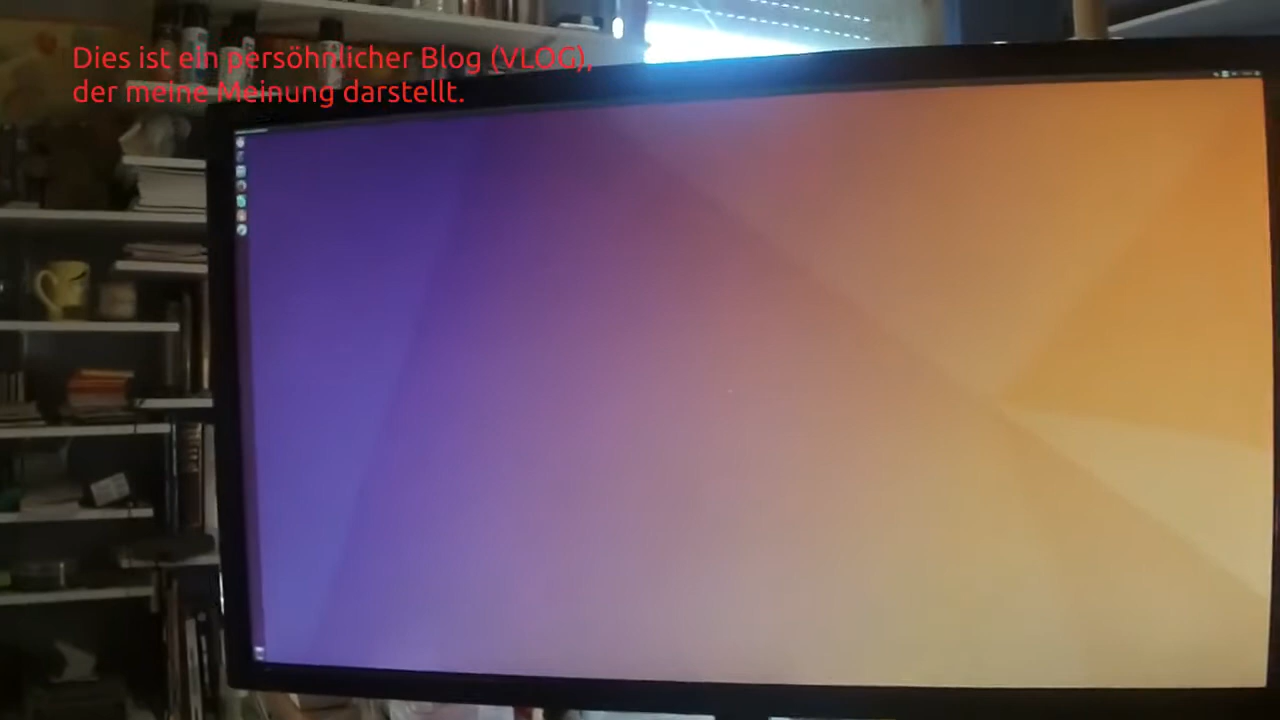 Dies ist ein persöhnlicher Blog (VLOG),
der meine Meinung darstellt.